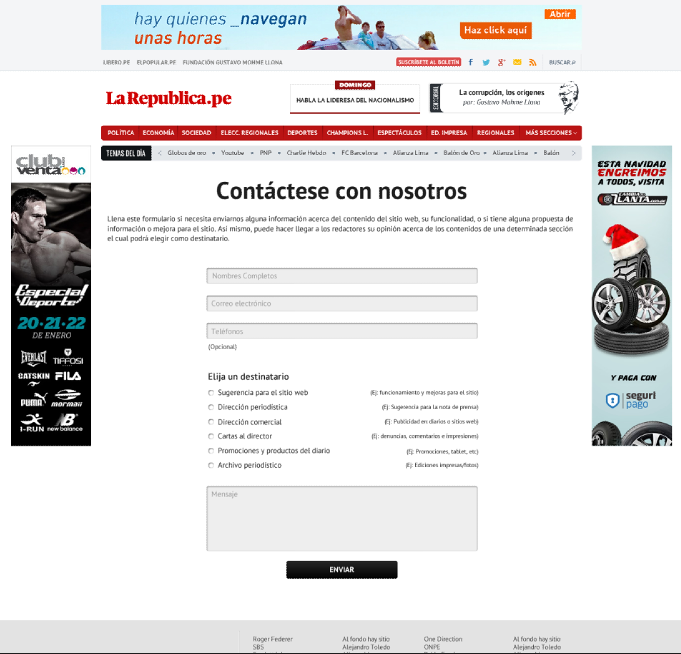 hay quienes _navegan
unas horas
Abrir
Haz click aquí
LIBERO.PE ELPOPULAR.PE FUNDACIÓN GUSTAVO MOHME LLONA
SUSCRÍBETE AL BOLETÍN
BUSCAR
LaRepublica.pe
DOMINGO
HABLA LA LIDERESA DEL NACIONALISMO
La corrupción, los orígenes
por: Gustavo Mohme Llona
POLÍTICA ECONOMÍA SOCIEDAD ELECC. REGIONALES DEPORTES CHAMPIONS L. ESPECTÁCULOS ED. IMPRESA REGIONALES MÁS SECCIONES
TEMAS DEL DÍA
Globos de oro Youtube PNP Charlie Hebdo FC Barcelona Alianza Lima Balón de Oro Alianza Lima Balón
club
venta
Especial
Deporte
20·21·22
DE ENERO
EVERLAST TIFFOSI
CATSKIN FILA
PUMA mormaii
I-RUN new balance
ESTA NAVIDAD
ENGREIMOS
A TODOS, VISITA
LLANTA.com
Y PAGA CON
seguri
pago
Contáctese con nosotros
Llena este formulario si necesita enviarnos alguna información acerca del contenido del sitio web, su funcionalidad, o si tiene alguna propuesta de
información o mejora para el sitio. Asi mismo, puede hacer llegar a los redactores su opinión acerca de los contenidos de una determinada sección
el cual podrá elegir como destinatario.
Nombres Completos
Correo electrónico
Teléfonos
(Opcional)
Elija un destinatario
Sugerencia para el sitio web (Ej: funcionamiento y mejoras para el sitio)
Dirección periodística (Ej: Sugerencia para la nota de prensa)
Dirección comercial (Ej: Publicidad en diarios o sitios web)
Cartas al director (Ej: denuncias, comentarios e impresiones)
Promociones y productos del diario (Ej: Promociones, tablet, etc)
Archivo periodístico (Ej: Ediciones impresas/fotos)
Mensaje
ENVIAR
Roger Federer Al fondo hay sitio One Direction Al fondo hay sitio
SBS Alejandro Toledo ONPE Alejandro Toledo